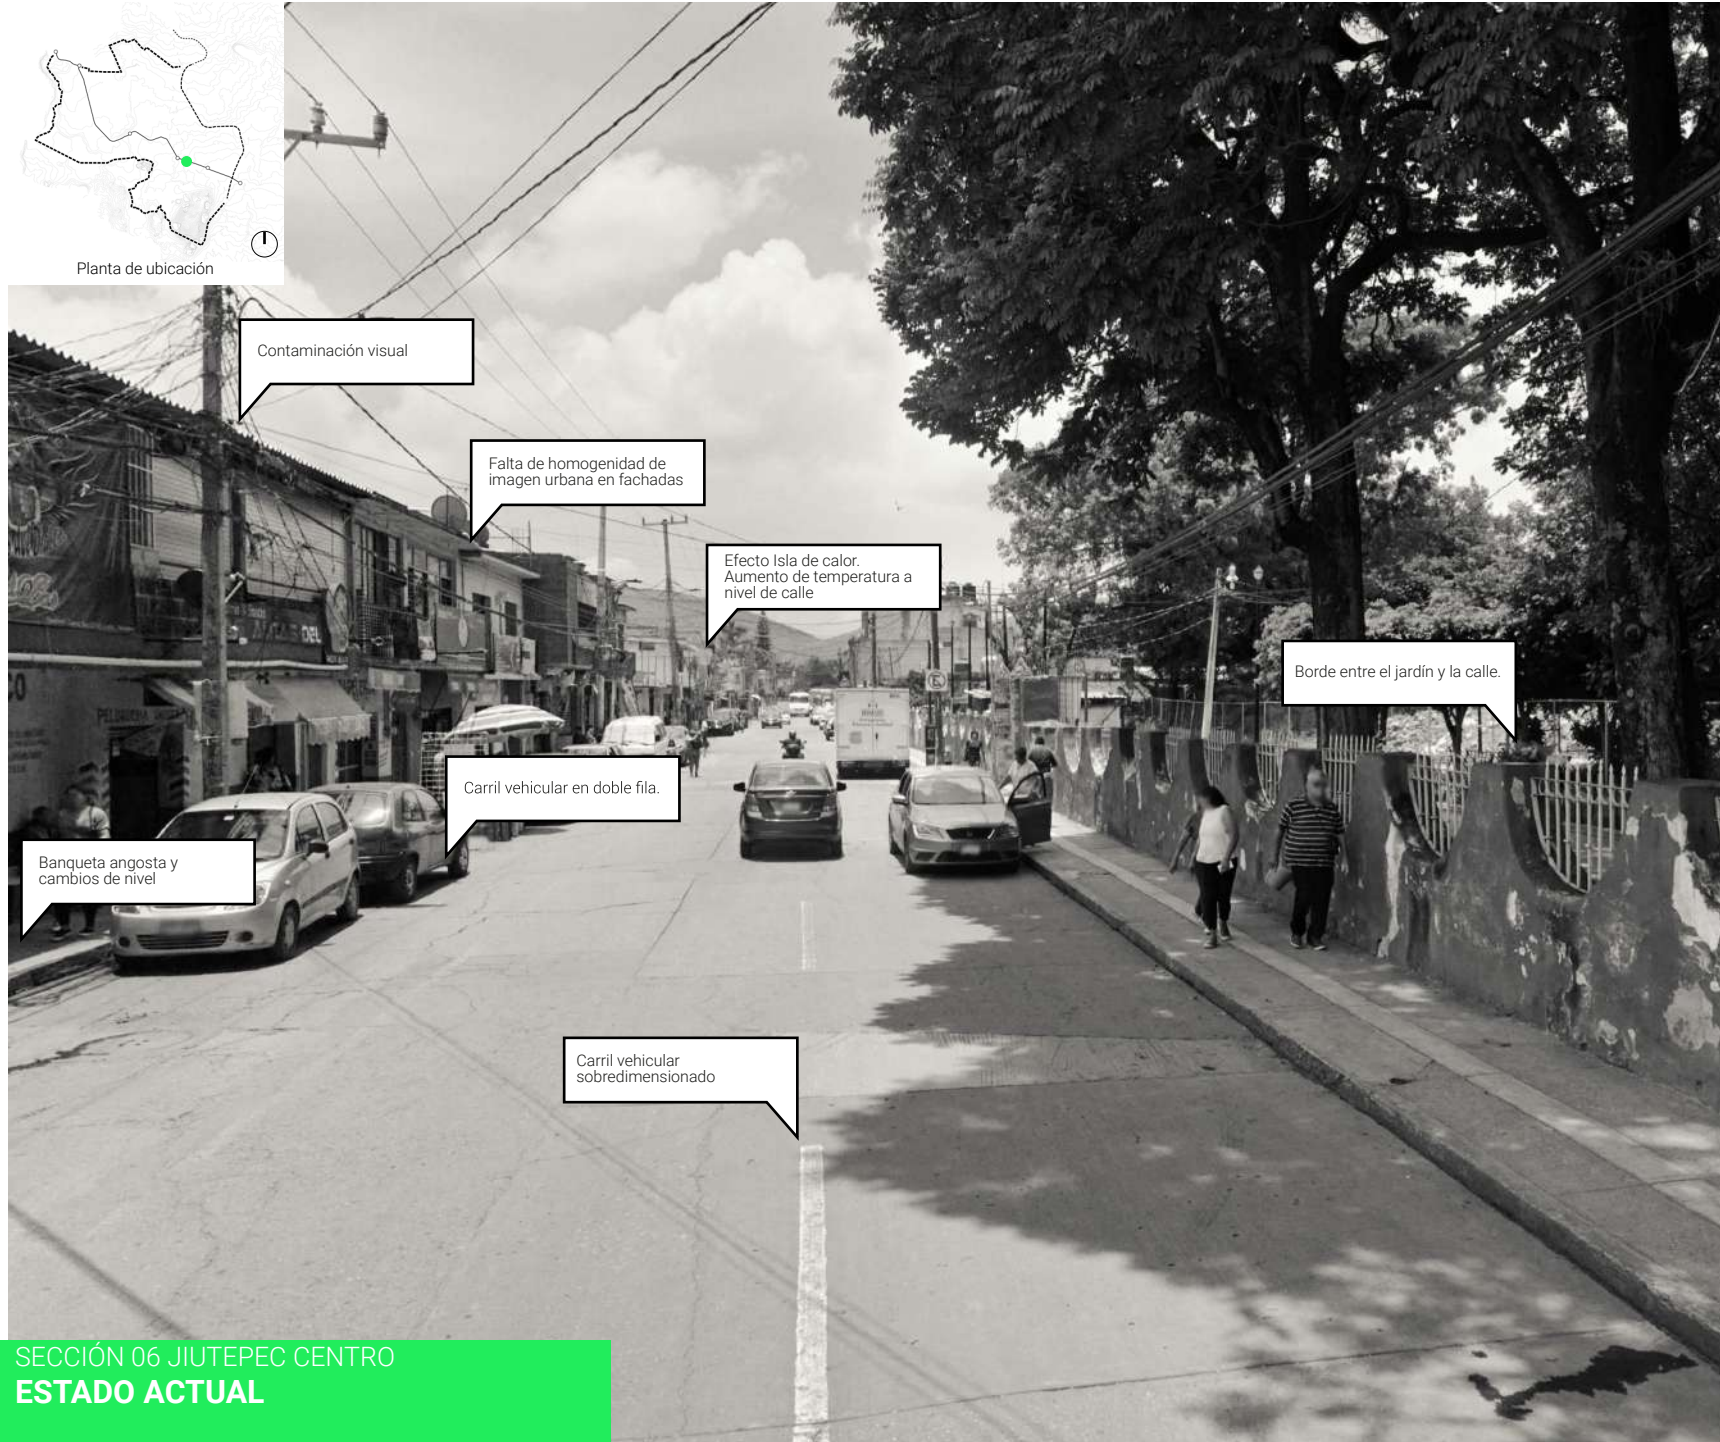 Planta de ubicación
Contaminación visual
Falta de homogenidad de
imagen urbana en fachadas
Efecto Isla de calor.
Aumento de temperatura a
nivel de calle
Borde entre el jardín y la calle.
Carril vehicular en doble fila.
Banqueta angosta y
cambios de nivel
Carril vehicular
sobredimensionado
SECCIÓN 06 JIUTEPEC CENTRO
ESTADO ACTUAL